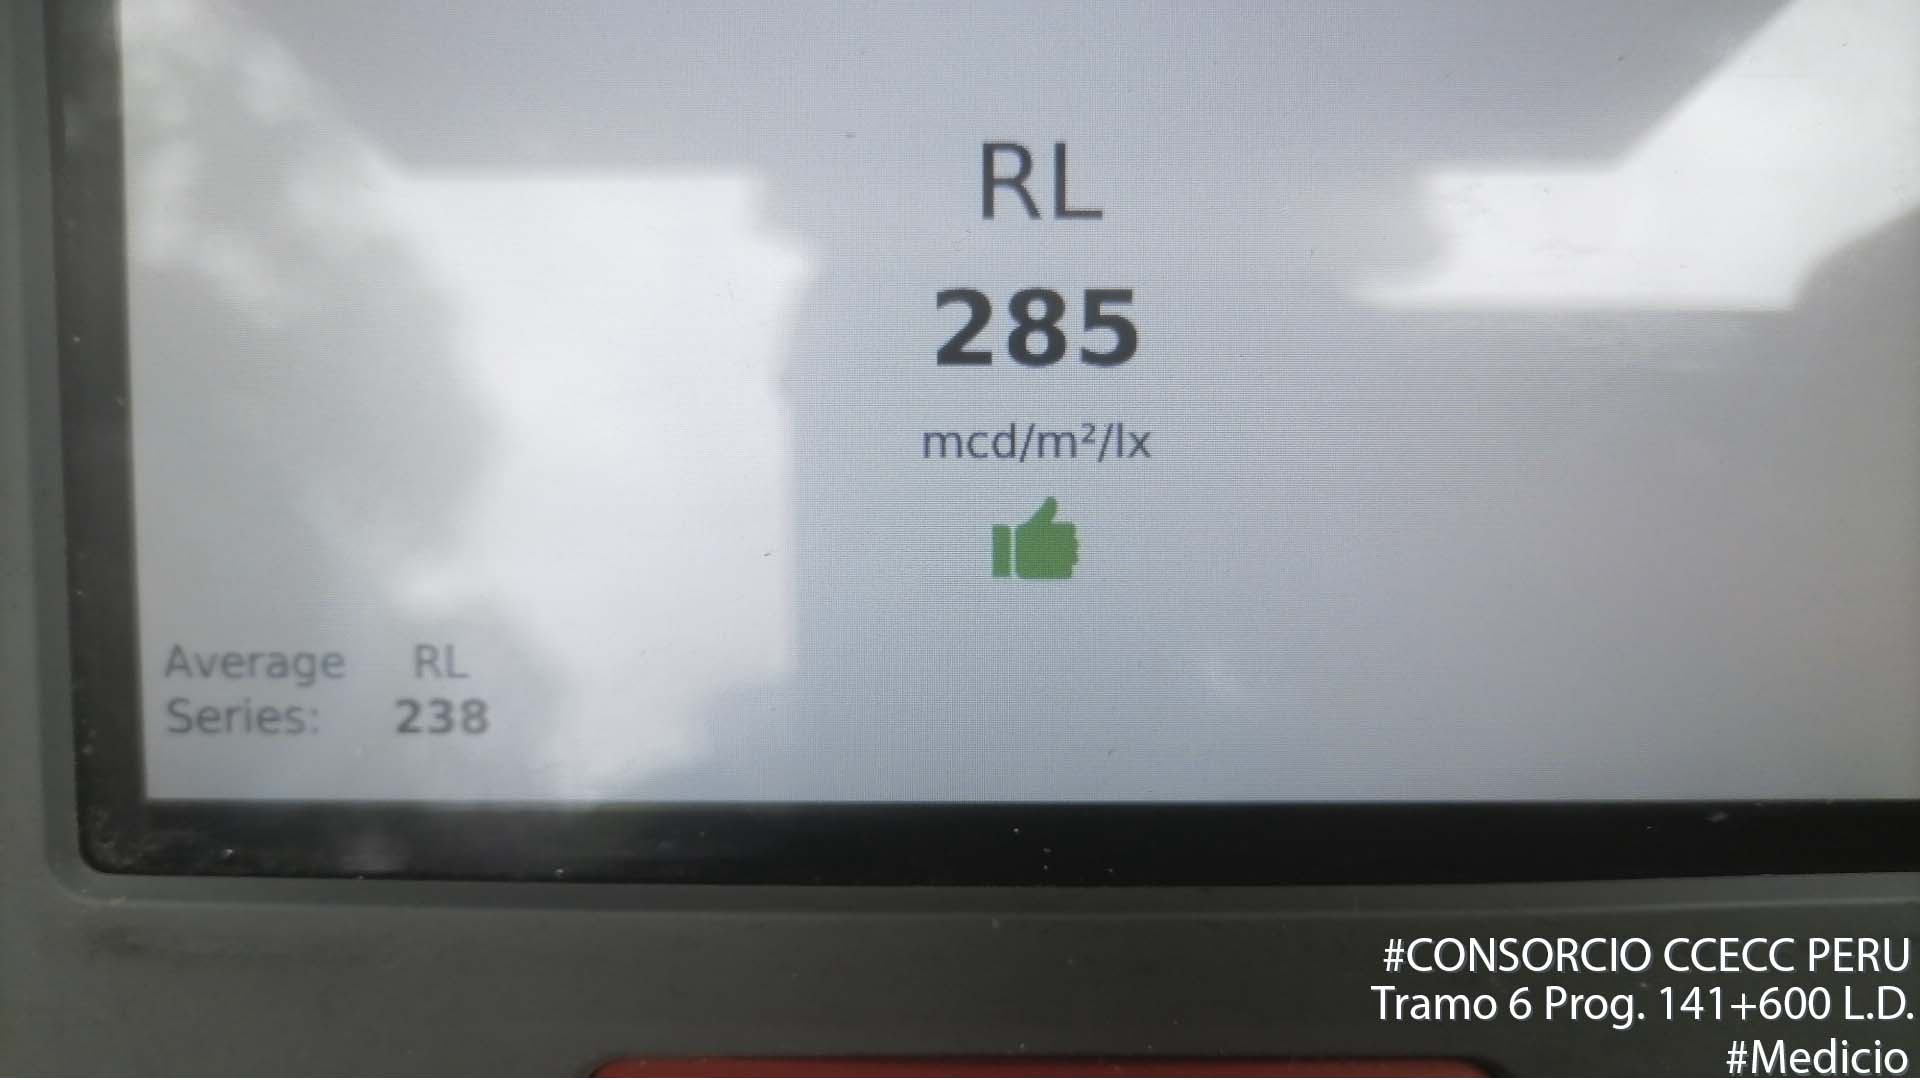 RL
285
mcd/m²/lx
Average RL
Series: 238
#CONSORCIO CCECC PERU
Tramo 6 Prog. 141+600 L.D.
#Medicio